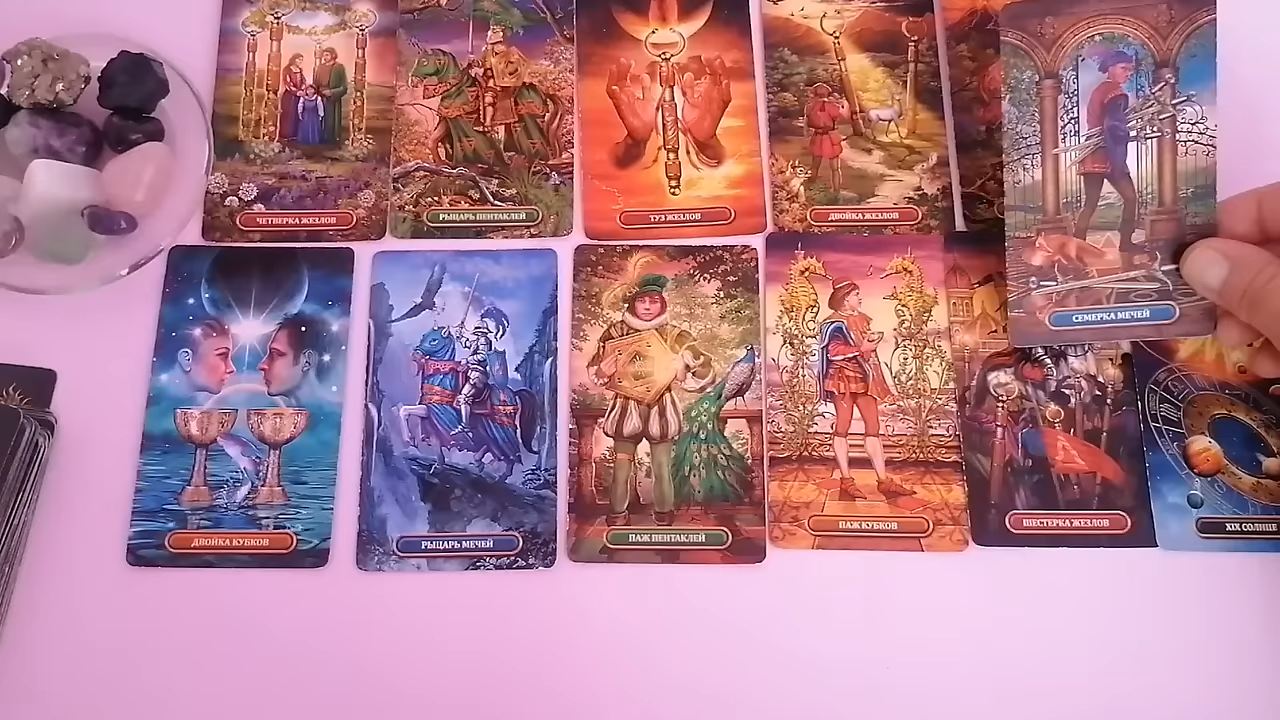 ЧЕТВЕРКА ЖЕЗЛОВ
РЫЦАРЬ ПЕНТАКЛЕЙ
ТУЗ ЖЕЗЛОВ
ДВОЙКА ЖЕЗЛОВ
СЕМЕРКА МЕЧЕЙ
ДВОЙКА КУБКОВ
РЫЦАРЬ МЕЧЕЙ
ПАЖ ПЕНТАКЛЕЙ
ПАЖ КУБКОВ
ШЕСТЕРКА ЖЕЗЛОВ
XIX СОЛНЦЕ